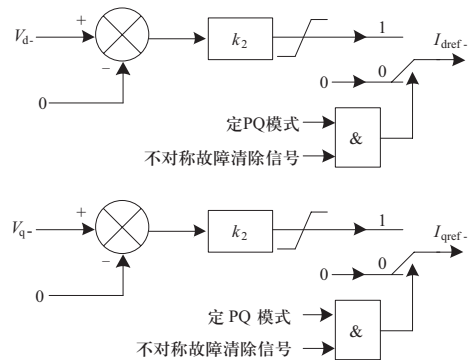 V_d-
+
−
0
k_2
1
0
0
I_dref-
定PQ模式
不对称故障清除信号
&
V_q-
+
−
0
k_2
1
0
0
I_qref-
定 PQ 模式
不对称故障清除信号
&